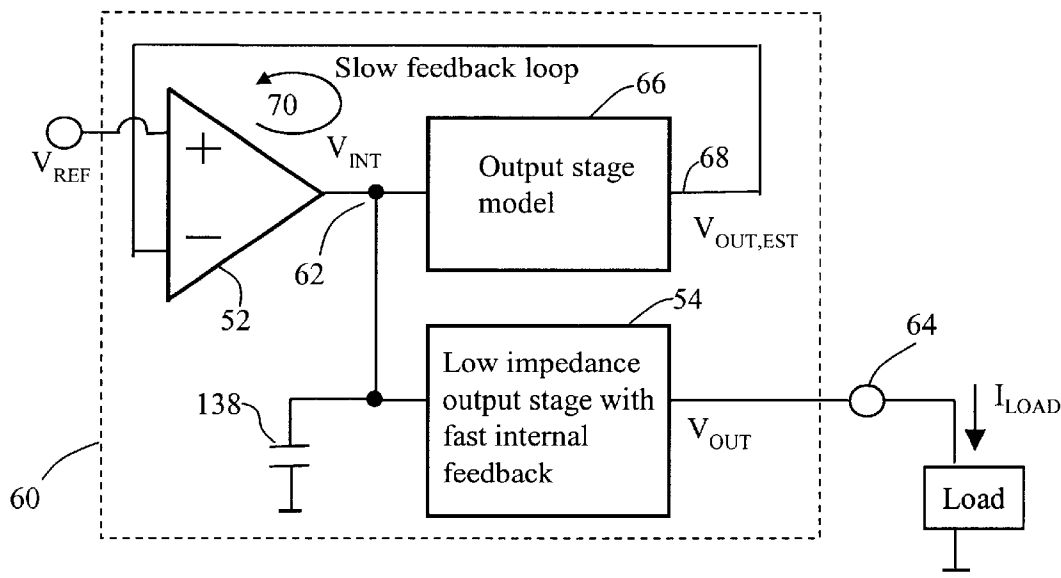 Slow feedback loop
66
70
V_REF
+
−
V_INT
Output stage
model
68
V_OUT,EST
62
52
54
64
138
Low impedance
output stage with
fast internal
feedback
V_OUT
I_LOAD
60
Load